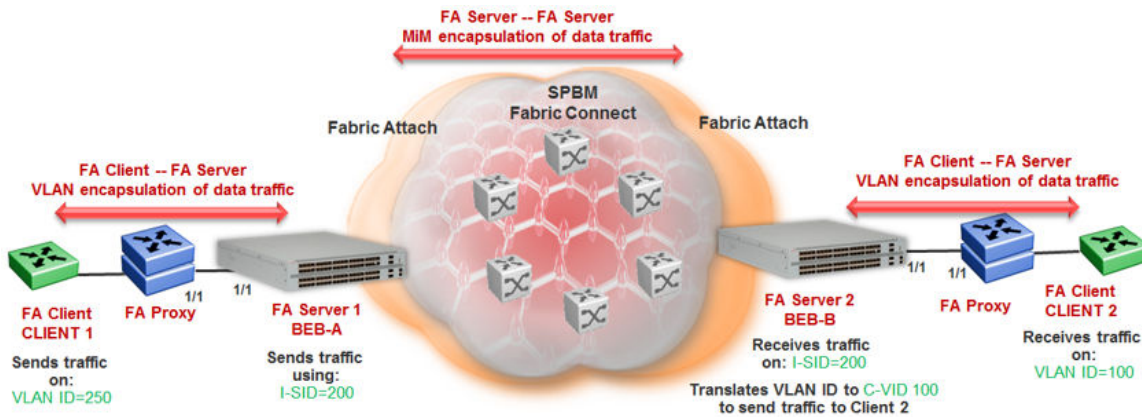 FA Server -- FA Server
MiM encapsulation of data traffic
SPBM
Fabric Connect
Fabric Attach
Fabric Attach
FA Client -- FA Server
VLAN encapsulation of data traffic
FA Client -- FA Server
VLAN encapsulation of data traffic
1/1
1/1
1/1
1/1
FA Client
CLIENT 1
FA Proxy
FA Server 1
BEB-A
FA Server 2
BEB-B
FA Proxy
FA Client
CLIENT 2
Sends traffic
on:
VLAN ID=250
Sends traffic
using:
I-SID=200
Receives traffic
on: I-SID=200
Translates VLAN ID to C-VID 100
to send traffic to Client 2
Receives traffic
on:
VLAN ID=100